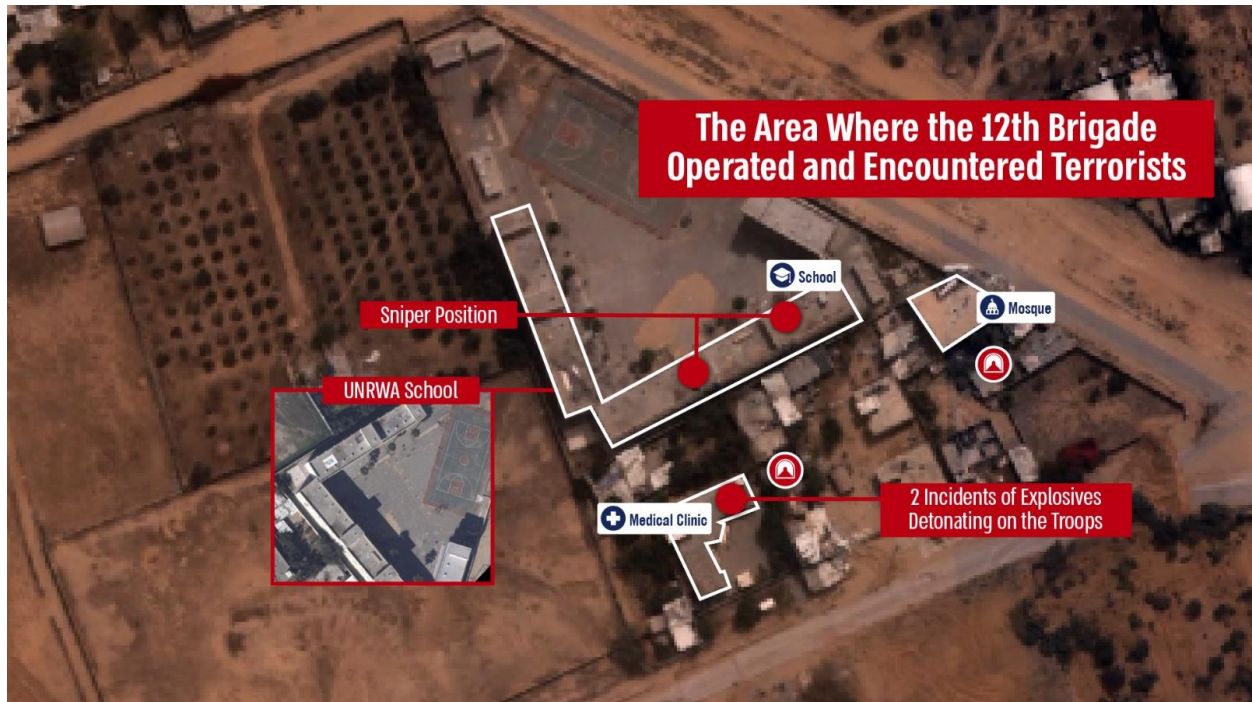 The Area Where the 12th Brigade
Operated and Encountered Terrorists
School
Mosque
Sniper Position
UNRWA School
2 Incidents of Explosives
Detonating on the Troops
Medical Clinic